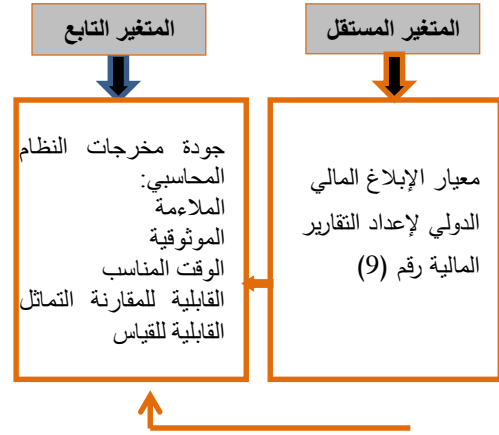 المتغير المستقل
معيار الإبلاغ المالي
الدولي لإعداد التقارير
المالية رقم (9)
المتغير التابع
جودة مخرجات النظام
المحاسبي:
الملاءمة
الموثوقية
الوقت المناسب
القابلية للمقارنة التماثل
القابلية للقياس